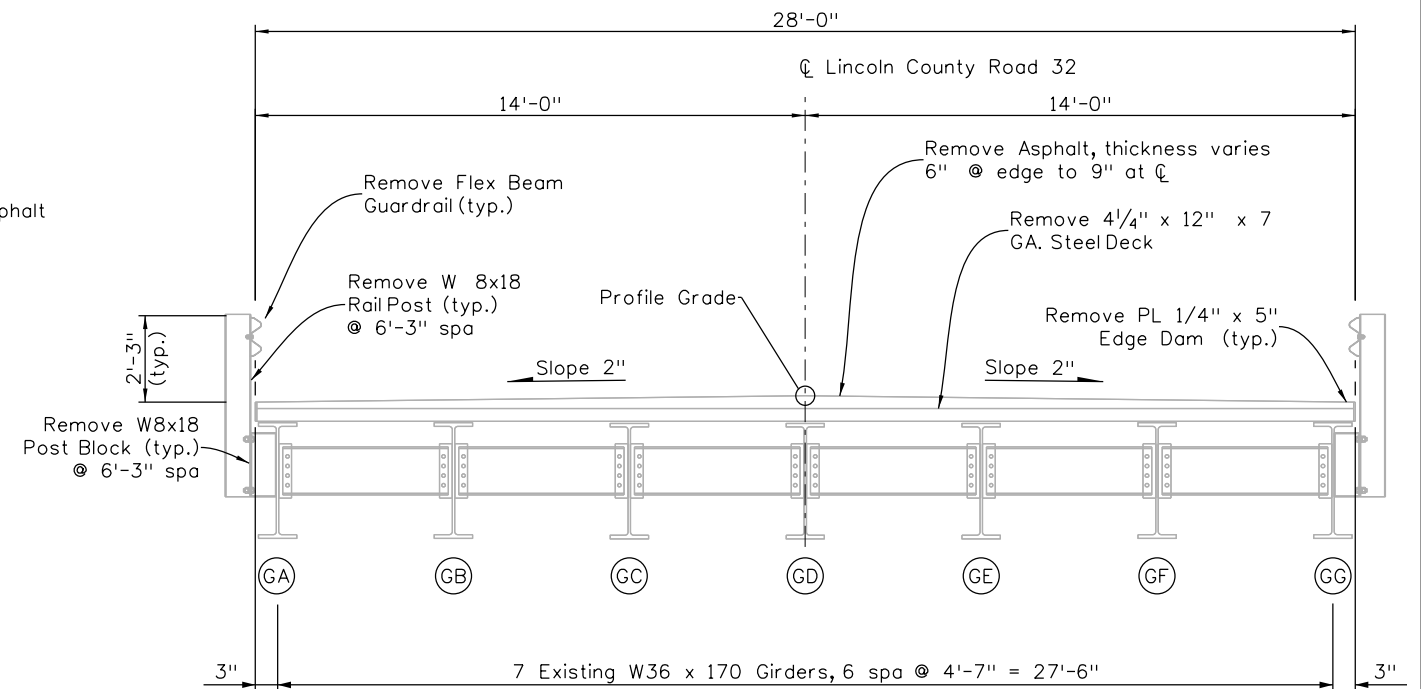 28'-0"
℄ Lincoln County Road 32
14'-0"
14'-0"
Remove Asphalt, thickness varies
6" @ edge to 9" at ℄
Remove Flex Beam
Guardrail (typ.)
phalt
Remove 4 1/4" x 12" x 7
GA. Steel Deck
Remove W 8x18
Rail Post (typ.)
@ 6'-3" spa
Profile Grade
Remove PL 1/4" x 5"
Edge Dam (typ.)
2'-3"
(typ.)
Slope 2"
Slope 2"
Remove W8x18
Post Block (typ.)
@ 6'-3" spa
GA
GB
GC
GD
GE
GF
GG
3"
7 Existing W36 x 170 Girders, 6 spa @ 4'-7" = 27'-6"
3"